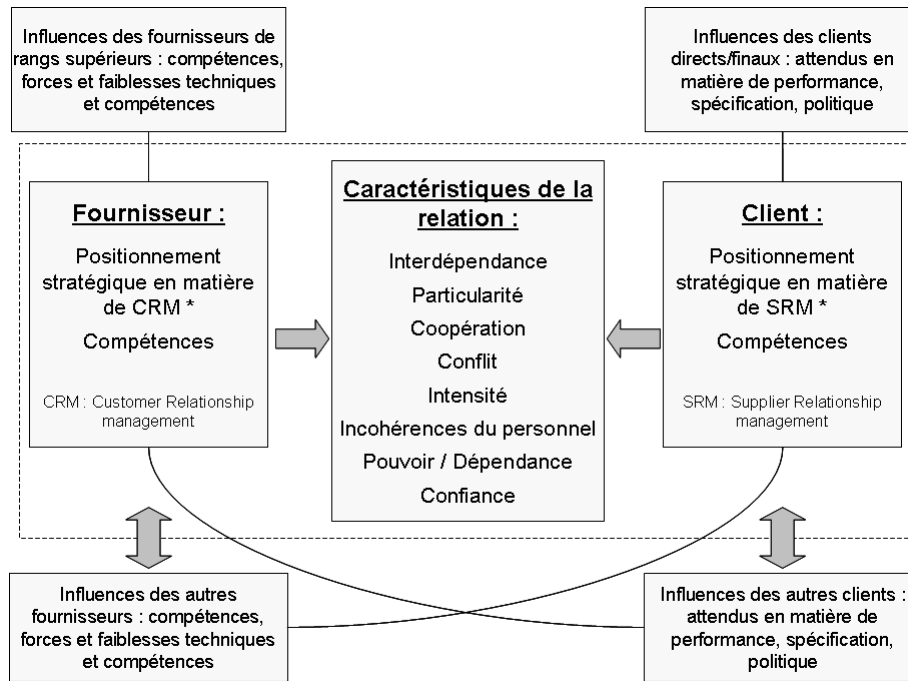 Influences des fournisseurs de
rangs supérieurs : compétences,
forces et faiblesses techniques
et compétences
Influences des clients
directs/finaux : attendus en
matière de performance,
spécification, politique
Fournisseur :
Positionnement
stratégique en matière
de CRM *
Compétences
CRM : Customer Relationship
management
Caractéristiques de la
relation :
Interdépendance
Particularité
Coopération
Conflit
Intensité
Incohérences du personnel
Pouvoir / Dépendance
Confiance
Client :
Positionnement
stratégique en matière
de SRM *
Compétences
SRM : Supplier Relationship
management
Influences des autres
fournisseurs : compétences,
forces et faiblesses techniques
et compétences
Influences des autres clients :
attendus en matière de
performance, spécification,
politique